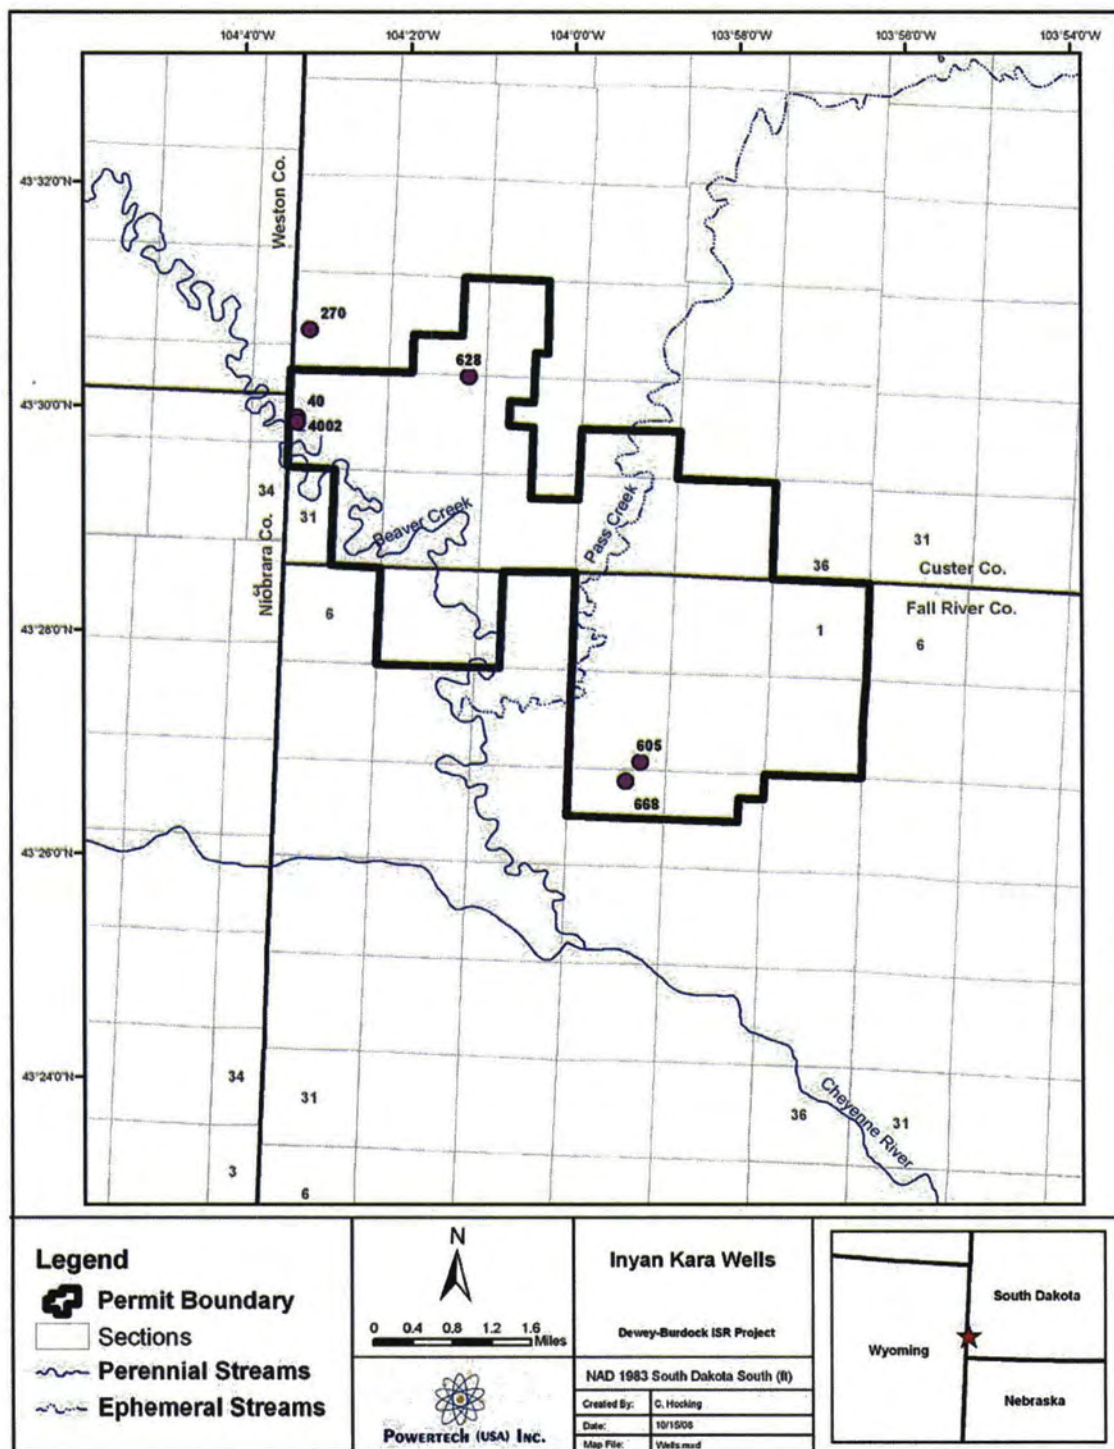 104°4'0"W
104°2'0"W
104°0'0"W
103°58'0"W
103°56'0"W
103°54'0"W
43°32'0"N
Weston Co.
270
628
43°30'0"N
40
4002
34
31
Beaver Creek
Pass Creek
Niobrara Co.
36
31
Custer Co.
Fall River Co.
43°28'0"N
6
1
6
605
668
43°26'0"N
43°24'0"N
34
31
Cheyenne River
36
31
3
6
Legend
Permit Boundary
Sections
Perennial Streams
Ephemeral Streams
N
0 0.4 0.8 1.2 1.6
Miles
POWERTECH (USA) INC.
Inyan Kara Wells
Dewey-Burdock ISR Project
NAD 1983 South Dakota South (ft)
Created By: C. Hocking
Date: 10/15/08
Map File: Wells.mxd
South Dakota
Wyoming
Nebraska